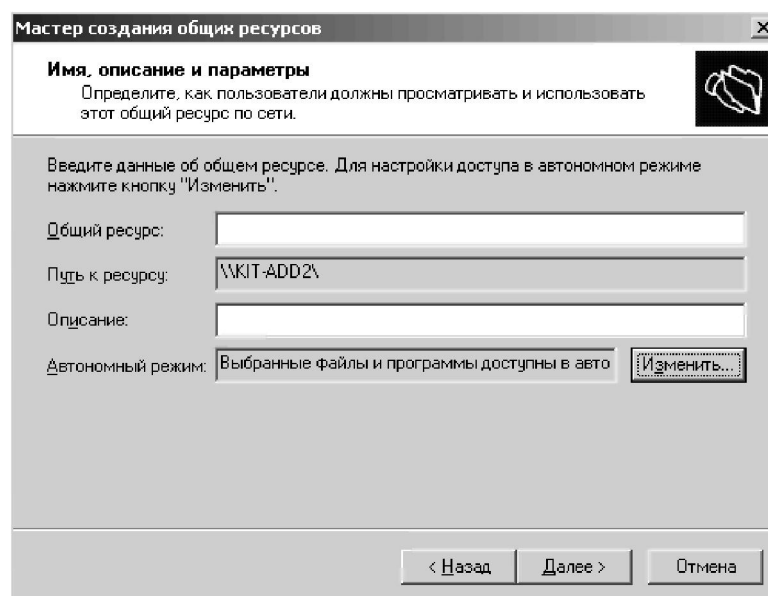 Мастер создания общих ресурсов
Имя, описание и параметры
Определите, как пользователи должны просматривать и использовать
этот общий ресурс по сети.
Введите данные об общем ресурсе. Для настройки доступа в автономном режиме
нажмите кнопку "Изменить".
Общий ресурс:
Путь к ресурсу: \\KIT-ADD2\
Описание:
Автономный режим: Выбранные файлы и программы доступны в авто Изменить...
< Назад Далее > Отмена